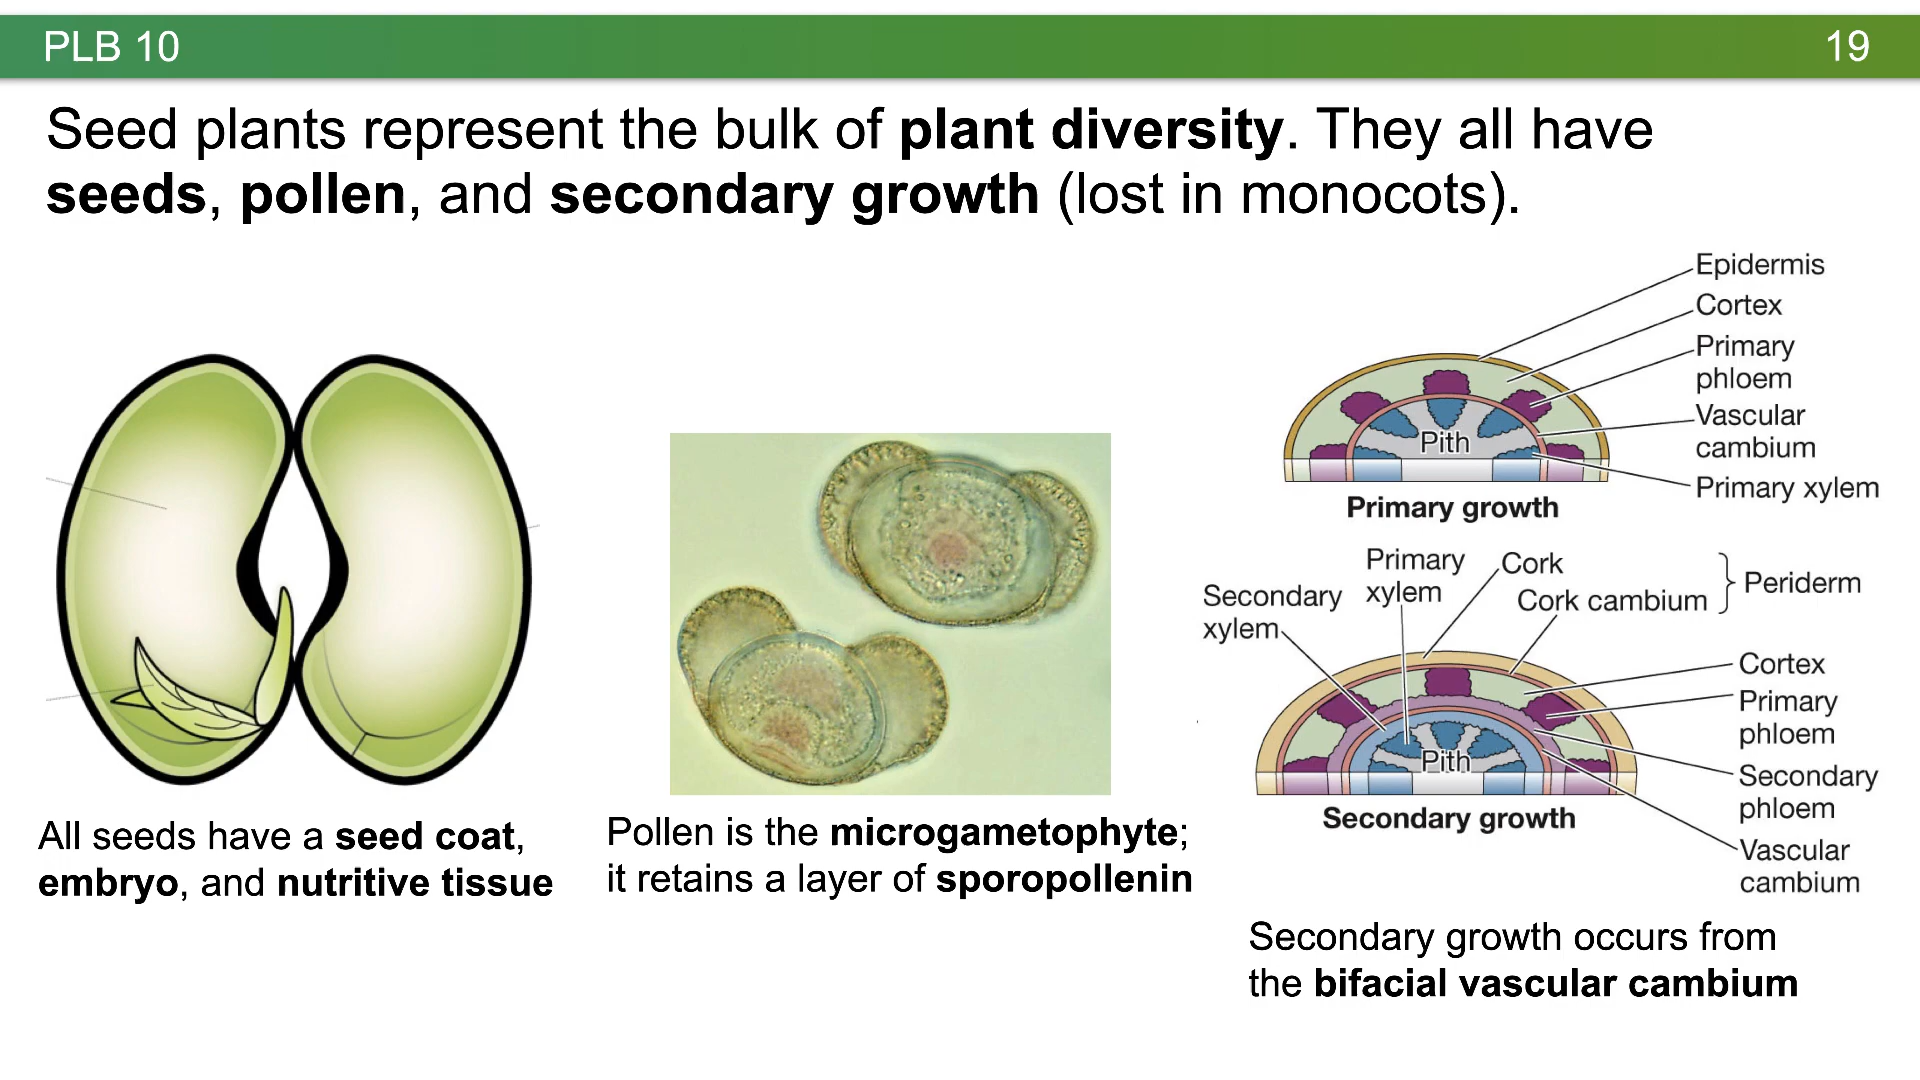 PLB 10
19
Seed plants represent the bulk of plant diversity. They all have
seeds, pollen, and secondary growth (lost in monocots).
Epidermis
Cortex
Primary
phloem
Vascular
cambium
Primary xylem
Pith
Primary growth
Primary
xylem
Cork
Cork cambium
Periderm
Secondary
xylem
Cortex
Primary
phloem
Secondary
phloem
Vascular
cambium
Pith
Secondary growth
All seeds have a seed coat,
embryo, and nutritive tissue
Pollen is the microgametophyte;
it retains a layer of sporopollenin
Secondary growth occurs from
the bifacial vascular cambium